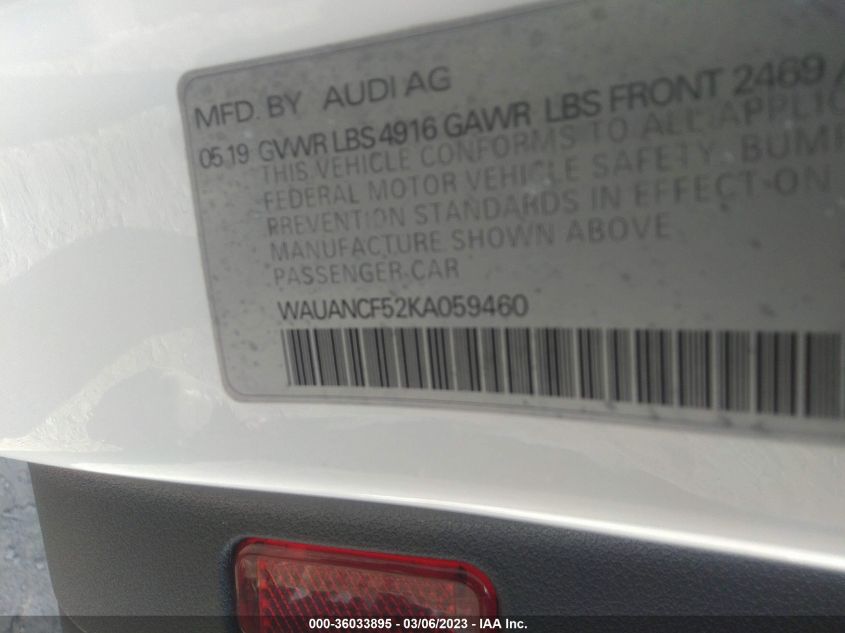 MFD. BY AUDI AG
05.19 GVWR LBS 4916 GAWR LBS FRONT 2469
THIS VEHICLE CONFORMS TO ALL APPLIC
FEDERAL MOTOR VEHICLE SAFETY, BUMP
PREVENTION STANDARDS IN EFFECT ON
MANUFACTURE SHOWN ABOVE
PASSENGER CAR
WAUANCF52KA059460
000-36033895 - 03/06/2023 - IAA Inc.